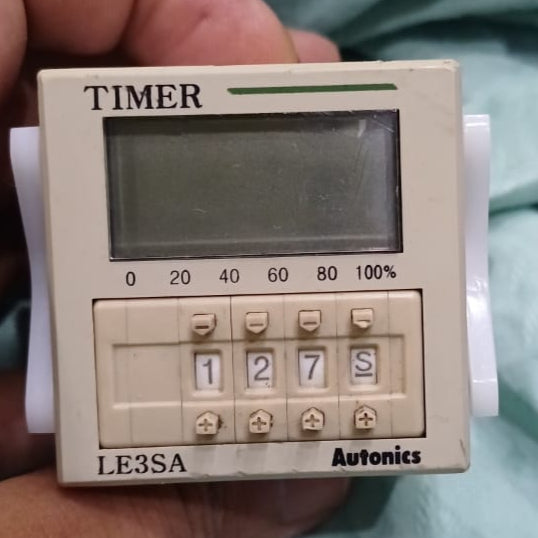 TIMER
0 20 40 60 80 100%
- - - -
1 2 7 S
+ + + +
LE3SA Autonics